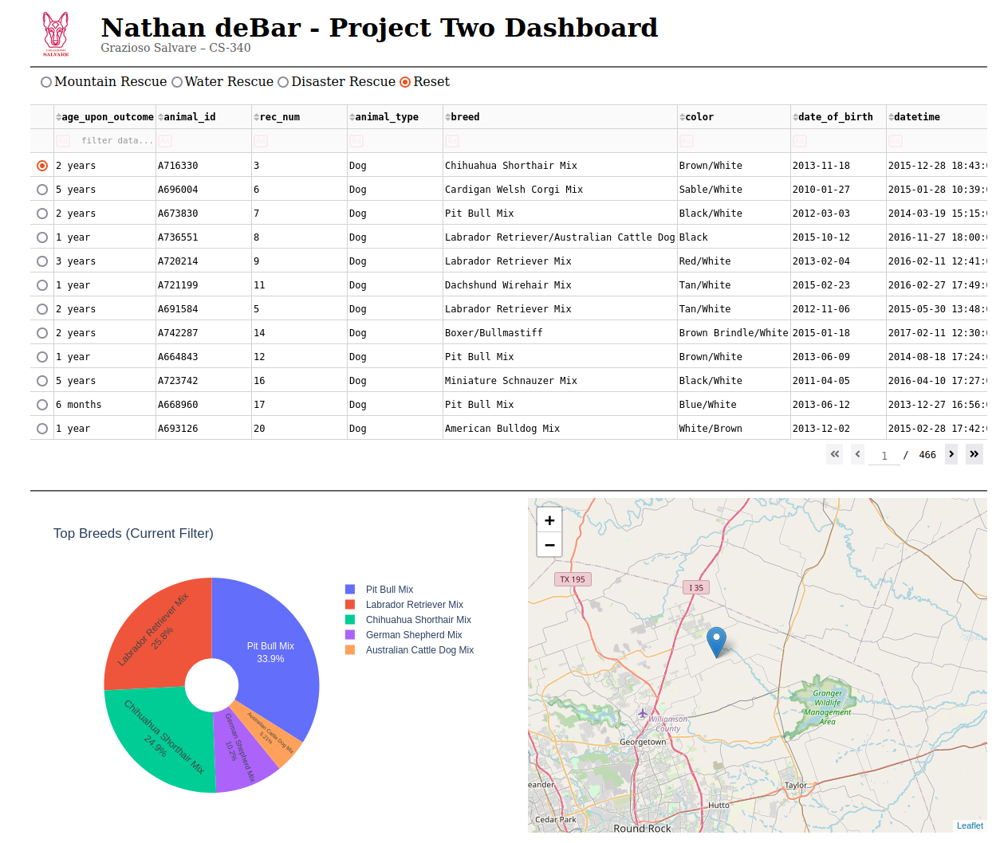 Nathan deBar - Project Two Dashboard
Grazioso Salvare – CS-340
GRAZIOSO
SALVARE
Mountain Rescue Water Rescue Disaster Rescue Reset
age_upon_outcome animal_id rec_num animal_type breed color date_of_birth datetime
filter data...
2 years A716330 3 Dog Chihuahua Shorthair Mix Brown/White 2013-11-18 2015-12-28 18:43:
5 years A696004 6 Dog Cardigan Welsh Corgi Mix Sable/White 2010-01-27 2015-01-28 10:39:
2 years A673830 7 Dog Pit Bull Mix Black/White 2012-03-03 2014-03-19 15:15:
1 year A736551 8 Dog Labrador Retriever/Australian Cattle Dog Black 2015-10-12 2016-11-27 18:00:
3 years A720214 9 Dog Labrador Retriever Mix Red/White 2013-02-04 2016-02-11 12:41:
1 year A721199 11 Dog Dachshund Wirehair Mix Tan/White 2015-02-23 2016-02-27 17:49:
2 years A691584 5 Dog Labrador Retriever Mix Tan/White 2012-11-06 2015-05-30 13:48:
2 years A742287 14 Dog Boxer/Bullmastiff Brown Brindle/White 2015-01-18 2017-02-11 12:30:
1 year A664843 12 Dog Pit Bull Mix Brown/White 2013-06-09 2014-08-18 17:24:
5 years A723742 16 Dog Miniature Schnauzer Mix Black/White 2011-04-05 2016-04-10 17:27:
6 months A668960 17 Dog Pit Bull Mix Blue/White 2013-06-12 2013-12-27 16:56:
1 year A693126 20 Dog American Bulldog Mix White/Brown 2013-12-02 2015-02-28 17:42:
« ‹ 1 / 466 › »
Top Breeds (Current Filter)
Pit Bull Mix
33.9%
Labrador Retriever Mix
25.8%
Chihuahua Shorthair Mix
24.9%
German Shepherd Mix
10.2%
Australian Cattle Dog Mix
5.21%
Pit Bull Mix
Labrador Retriever Mix
Chihuahua Shorthair Mix
German Shepherd Mix
Australian Cattle Dog Mix
+
−
TX 195
I 35
Granger
Wildlife
Management
Area
Williamson
County
Georgetown
Taylor
eander
Hutto
Cedar Park
Round Rock
Leaflet